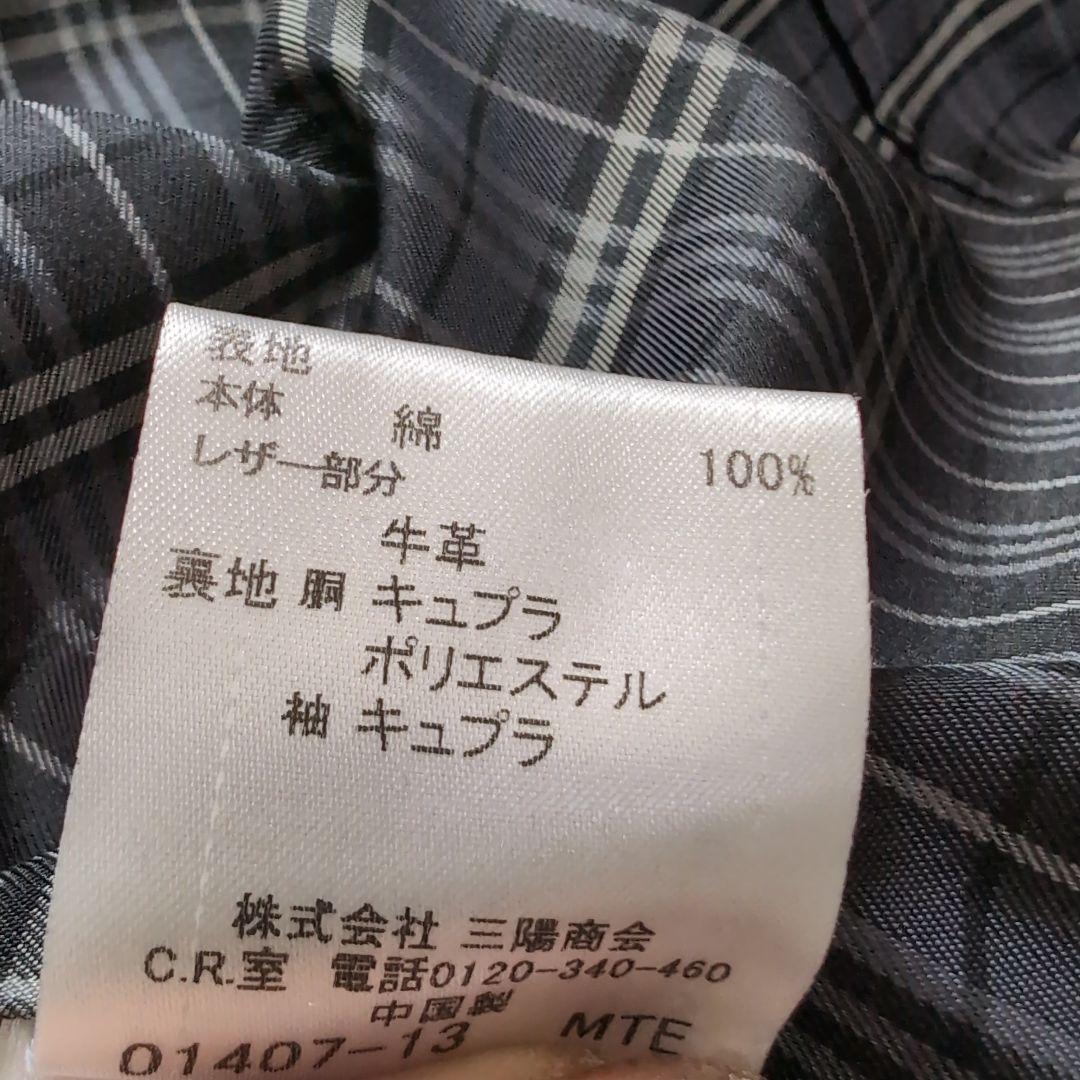 表地
本体 綿 100%
レザー部分
牛革
裏地 胴 キュプラ
ポリエステル
袖 キュプラ
株式会社 三陽商会
C.R.室 電話0120-340-460
中国製
01407-13 MTE